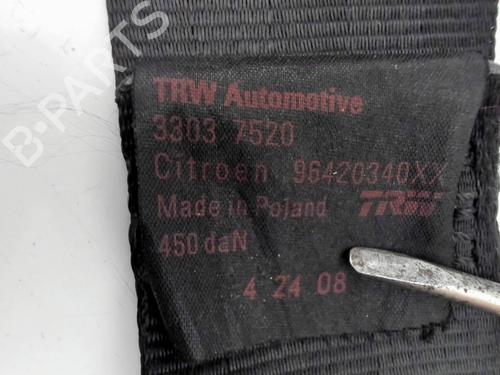 B-PARTS
TRW Automotive
3303 7520
Citroen 96420340XX
Made in Poland TRW
450 daN
4 24 08